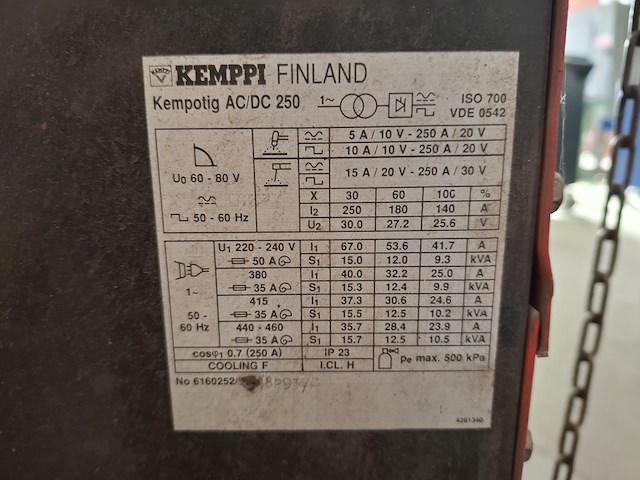 KEMPPI FINLAND
Kempotig AC/DC 250 1~ ISO 700
VDE 0542
5 A / 10 V - 250 A / 20 V
10 A / 10 V - 250 A / 20 V
U0 60 - 80 V
15 A / 20 V - 250 A / 30 V
50 - 60 Hz
X 30 60 100 %
I2 250 180 140 A
U2 30.0 27.2 25.6 V
U1 220 - 240 V I1 67.0 53.6 41.7 A
50 A S1 15.0 12.0 9.3 kVA
1~
380 I1 40.0 32.2 25.0 A
35 A S1 15.3 12.4 9.9 kVA
50 - 60 Hz
415 I1 37.3 30.6 24.6 A
35 A S1 15.5 12.5 10.2 kVA
440 - 460 I1 35.7 28.4 23.9 A
35 A S1 15.7 12.5 10.5 kVA
cosφ1 0.7 (250 A) IP 23 pe max. 500 kPa
COOLING F I.CL. H
No 6160252/
4261340